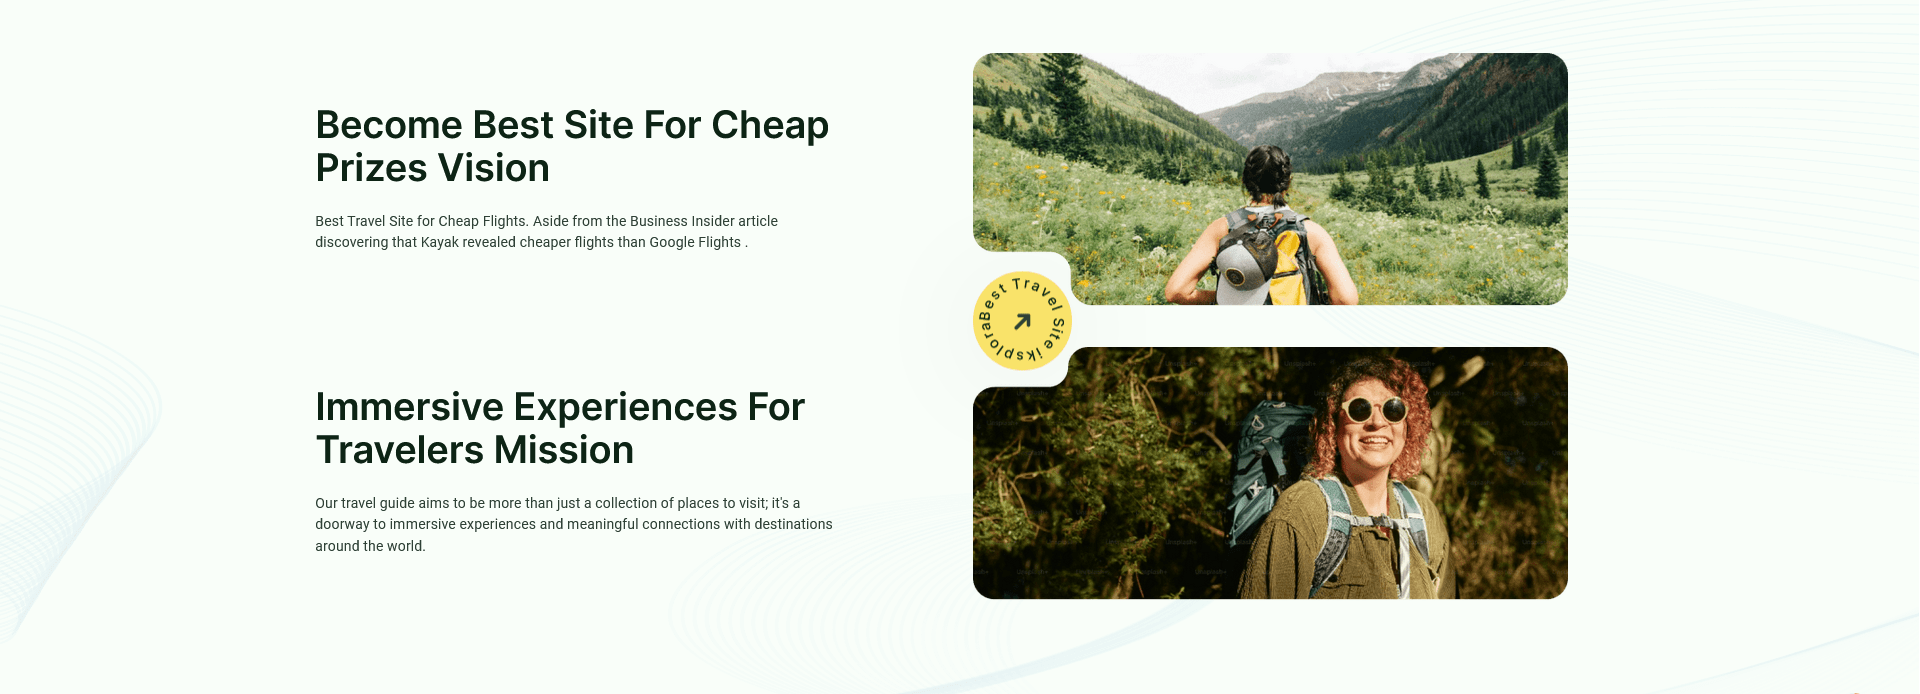 Become Best Site For Cheap
Prizes Vision
Best Travel Site for Cheap Flights. Aside from the Business Insider article
discovering that Kayak revealed cheaper flights than Google Flights .
Best Travel Site ikspłora
Immersive Experiences For
Travelers Mission
Our travel guide aims to be more than just a collection of places to visit; it's a
doorway to immersive experiences and meaningful connections with destinations
around the world.